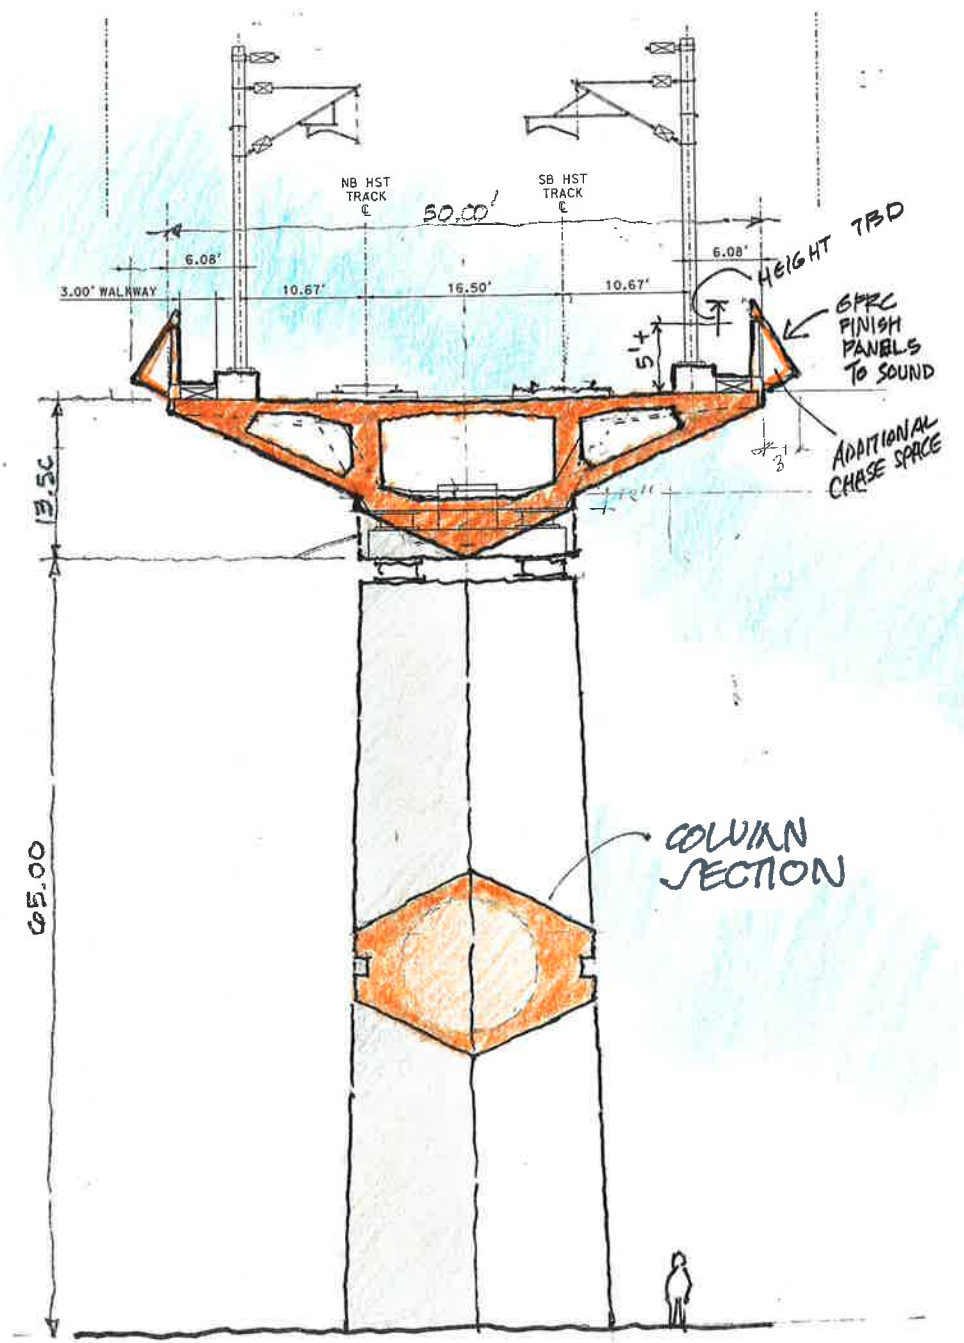 NB HST
TRACK
℄
SB HST
TRACK
℄
50.00'
HEIGHT TBD
6.08'
6.08'
3.00' WALKWAY
10.67'
16.50'
10.67'
5'±
GFRC
FINISH
PANELS
TO SOUND
ADDITIONAL
CHASE SPACE
3'
13.50
65.00
COLUMN
SECTION